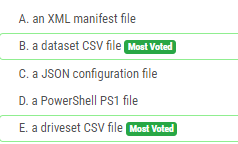 A. an XML manifest file
B. a dataset CSV file Most Voted
C. a JSON configuration file
D. a PowerShell PS1 file
E. a driveset CSV file Most Voted